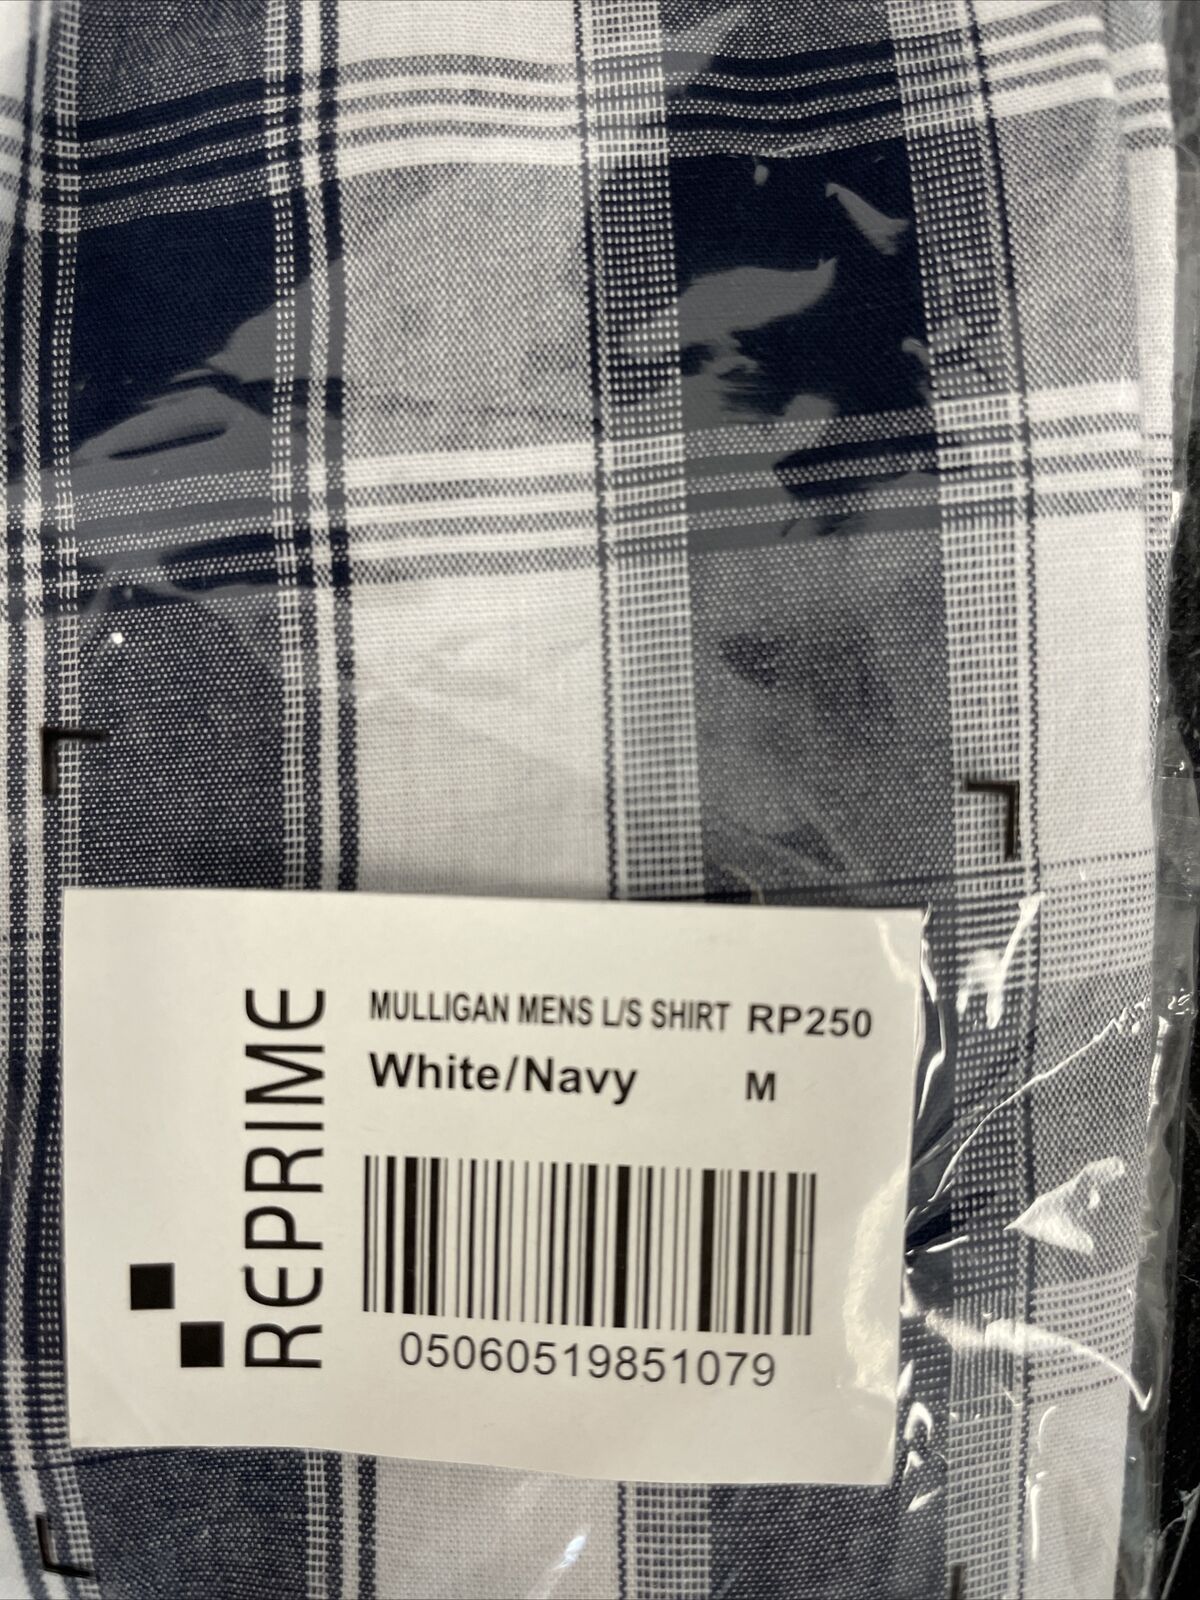 REPRIME
MULLIGAN MENS L/S SHIRT RP250
White/Navy M
05060519851079